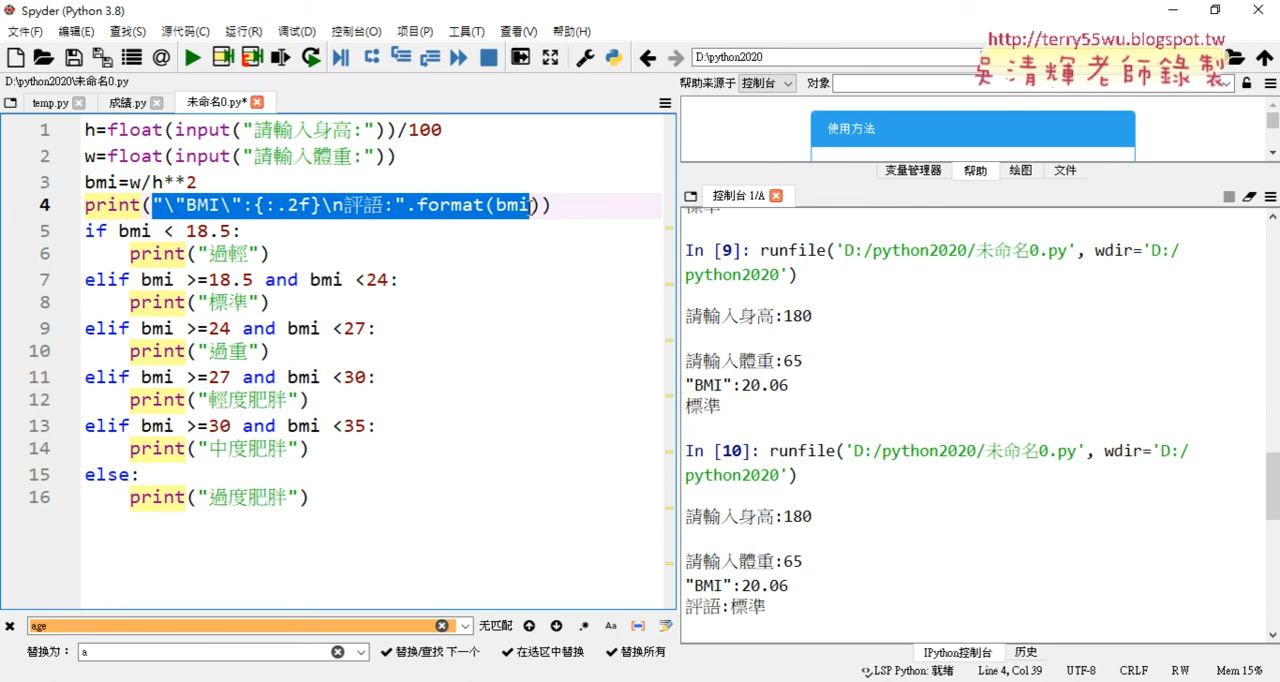 Spyder (Python 3.8)
文件(F) 编辑(E) 查找(S) 源代码(C) 运行(R) 调试(D) 控制台(O) 项目(P) 工具(T) 查看(V) 帮助(H)
http://terry55wu.blogspot.tw
吳清輝老師錄製
D:\python2020
D:\python2020\未命名0.py
帮助来源于 控制台 对象
temp.py 成绩.py 未命名0.py*
1 h=float(input("請輸入身高:"))/100
2 w=float(input("請輸入體重:"))
3 bmi=w/h**2
4 print("\"BMI\":{:.2f}\n評語:".format(bmi))
5 if bmi < 18.5:
6 print("過輕")
7 elif bmi >=18.5 and bmi <24:
8 print("標準")
9 elif bmi >=24 and bmi <27:
10 print("過重")
11 elif bmi >=27 and bmi <30:
12 print("輕度肥胖")
13 elif bmi >=30 and bmi <35:
14 print("中度肥胖")
15 else:
16 print("過度肥胖")
age 无匹配 .* Aa
替换为： a 替换/查找 下一个 在选区中替换 替换所有
使用方法
变量管理器 帮助 绘图 文件
控制台 1/A
標準
In [9]: runfile('D:/python2020/未命名0.py', wdir='D:/
python2020')
請輸入身高:180
請輸入體重:65
"BMI":20.06
標準
In [10]: runfile('D:/python2020/未命名0.py', wdir='D:/
python2020')
請輸入身高:180
請輸入體重:65
"BMI":20.06
評語:標準
IPython控制台 历史
LSP Python: 就绪 Line 4, Col 39 UTF-8 CRLF RW Mem 15%